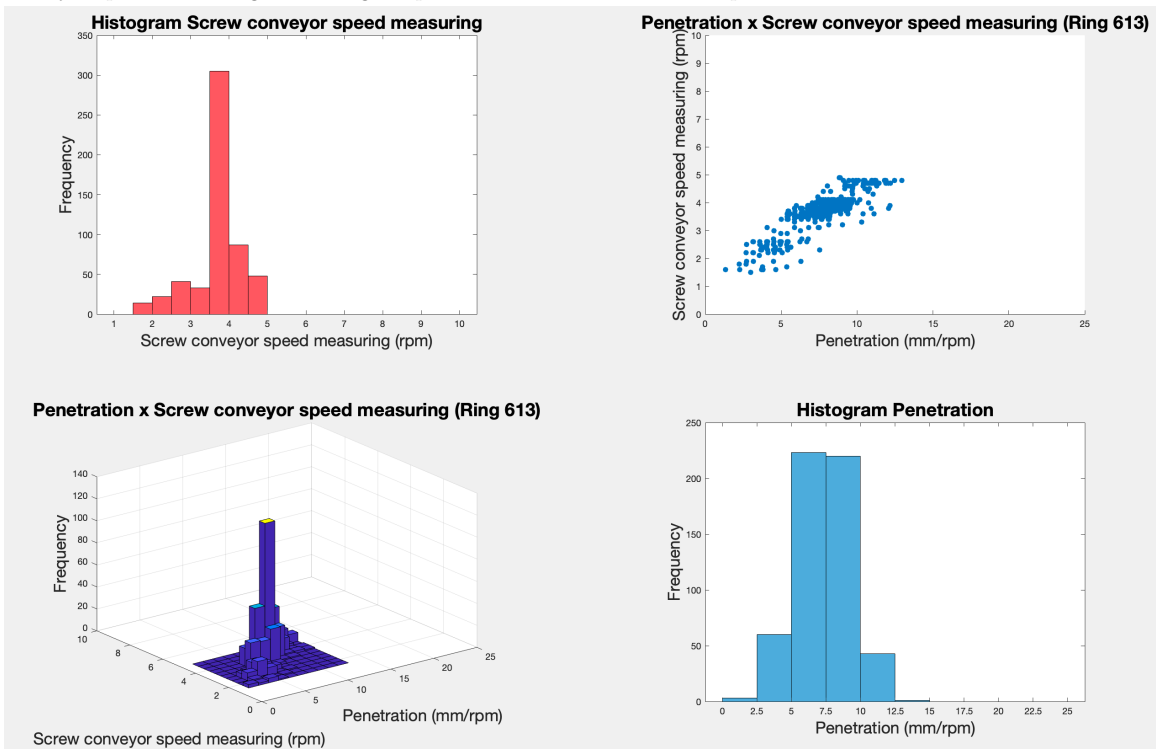 Histogram Screw conveyor speed measuring
350
300
250
200
150
100
50
0
Frequency
1 2 3 4 5 6 7 8 9 10
Screw conveyor speed measuring (rpm)
Penetration x Screw conveyor speed measuring (Ring 613)
10
9
8
7
6
5
4
3
2
1
0
Screw conveyor speed measuring (rpm)
0 5 10 15 20 25
Penetration (mm/rpm)
Penetration x Screw conveyor speed measuring (Ring 613)
140
120
100
80
60
40
20
0
Frequency
10
8
6
4
2
0
0
5
10
15
20
25
Penetration (mm/rpm)
Screw conveyor speed measuring (rpm)
Histogram Penetration
250
200
150
100
50
0
Frequency
0 2.5 5 7.5 10 12.5 15 17.5 20 22.5 25
Penetration (mm/rpm)